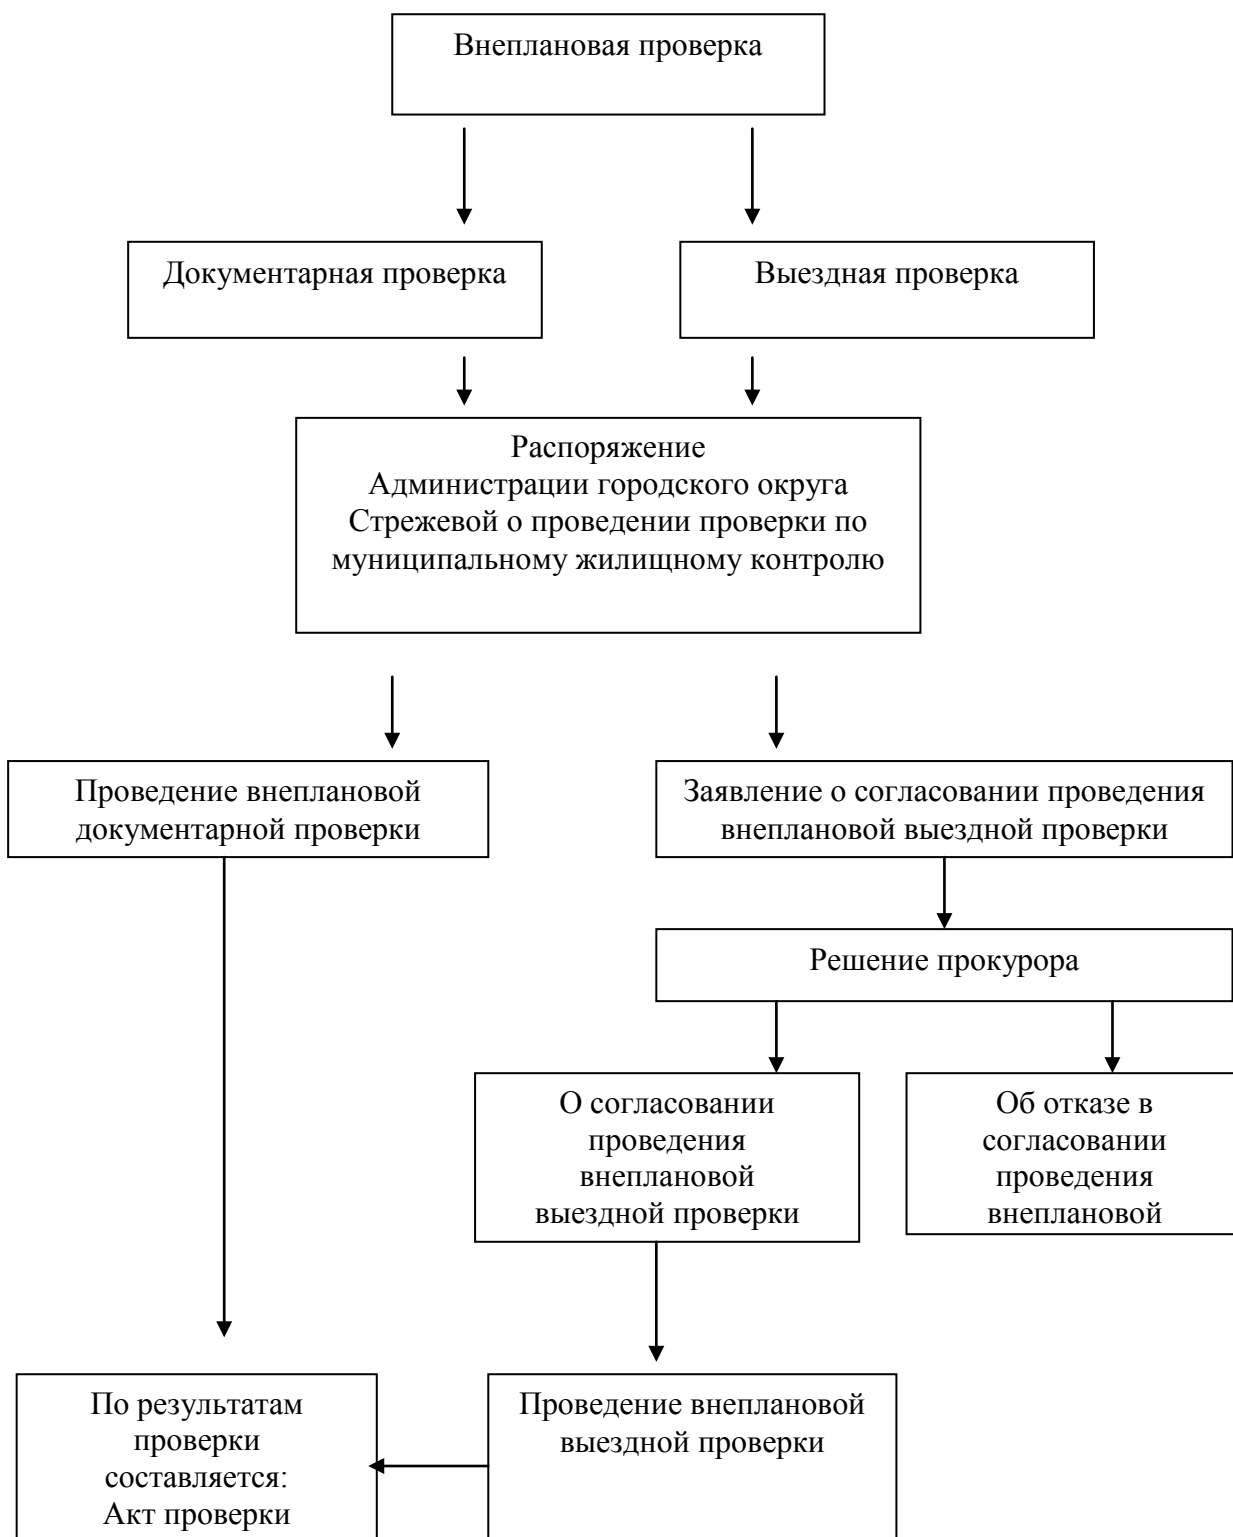 Внеплановая проверка
Документарная проверка
Выездная проверка
Распоряжение
Администрации городского округа
Стрежевой о проведении проверки по
муниципальному жилищному контролю
Проведение внеплановой
документарной проверки
Заявление о согласовании проведения
внеплановой выездной проверки
Решение прокурора
О согласовании
проведения
внеплановой
выездной проверки
Об отказе в
согласовании
проведения
внеплановой
По результатам
проверки
составляется:
Акт проверки
Проведение внеплановой
выездной проверки